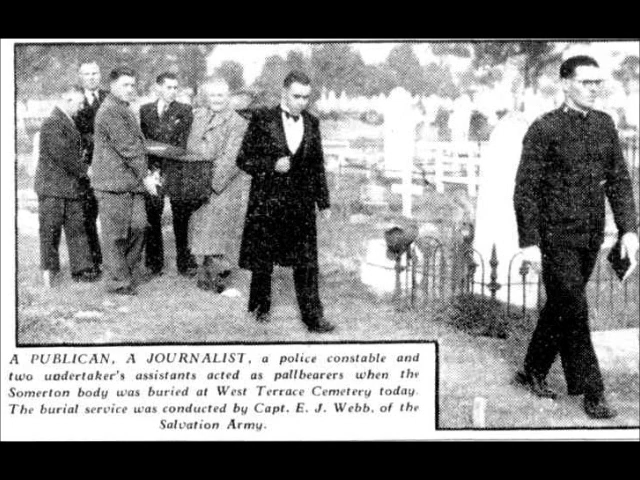 A PUBLICAN, A JOURNALIST, a police constable and
two undertaker's assistants acted as pallbearers when the
Somerton body was buried at West Terrace Cemetery today.
The burial service was conducted by Capt. E. J. Webb, of the
Salvation Army.